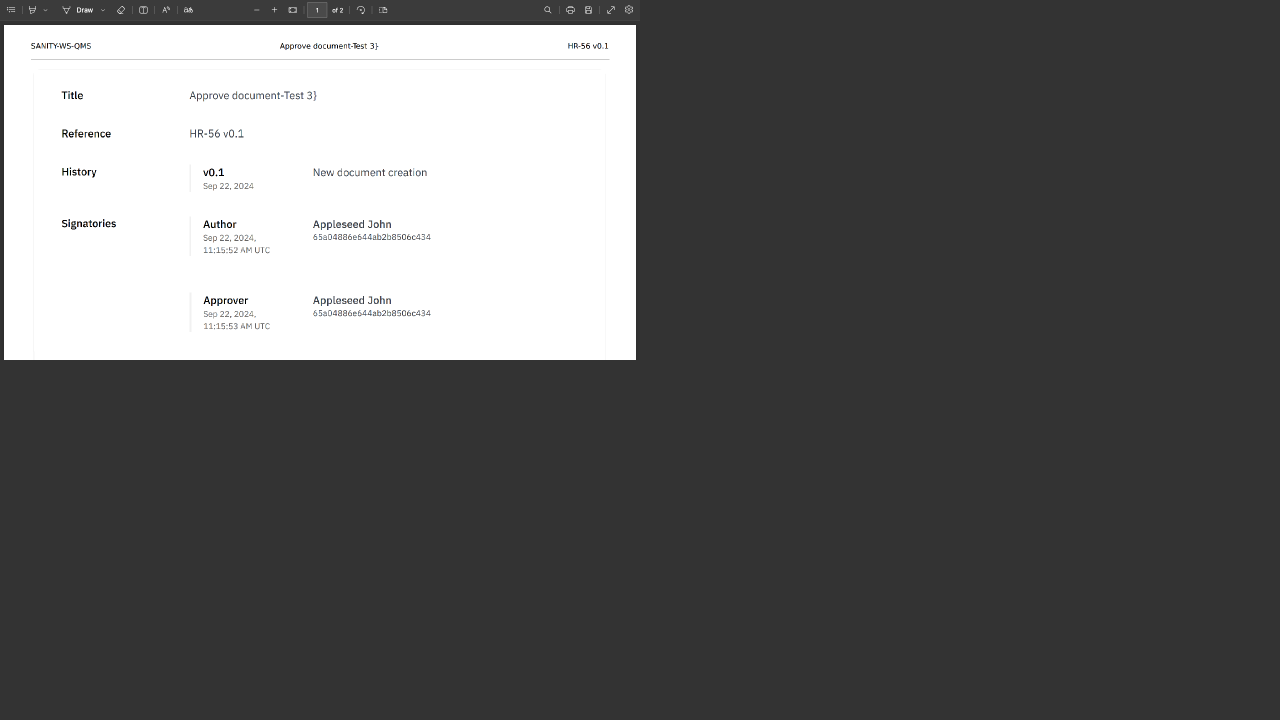 Draw
1 of 2
SANITY-WS-QMS Approve document-Test 3} HR-56 v0.1
Title Approve document-Test 3}
Reference HR-56 v0.1
History v0.1 New document creation
Sep 22, 2024
Signatories Author Appleseed John
Sep 22, 2024, 65a04886e644ab2b8506c434
11:15:52 AM UTC
Approver Appleseed John
Sep 22, 2024, 65a04886e644ab2b8506c434
11:15:53 AM UTC